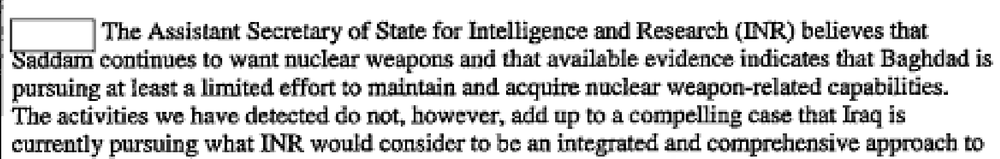 The Assistant Secretary of State for Intelligence and Research (INR) believes that
Saddam continues to want nuclear weapons and that available evidence indicates that Baghdad is
pursuing at least a limited effort to maintain and acquire nuclear weapon-related capabilities.
The activities we have detected do not, however, add up to a compelling case that Iraq is
currently pursuing what INR would consider to be an integrated and comprehensive approach to